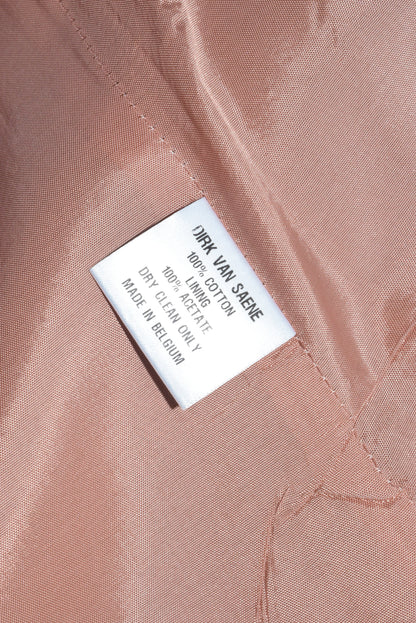 DIRK VAN SAENE
100% COTTON
LINING
100% ACETATE
DRY CLEAN ONLY
MADE IN BELGIUM